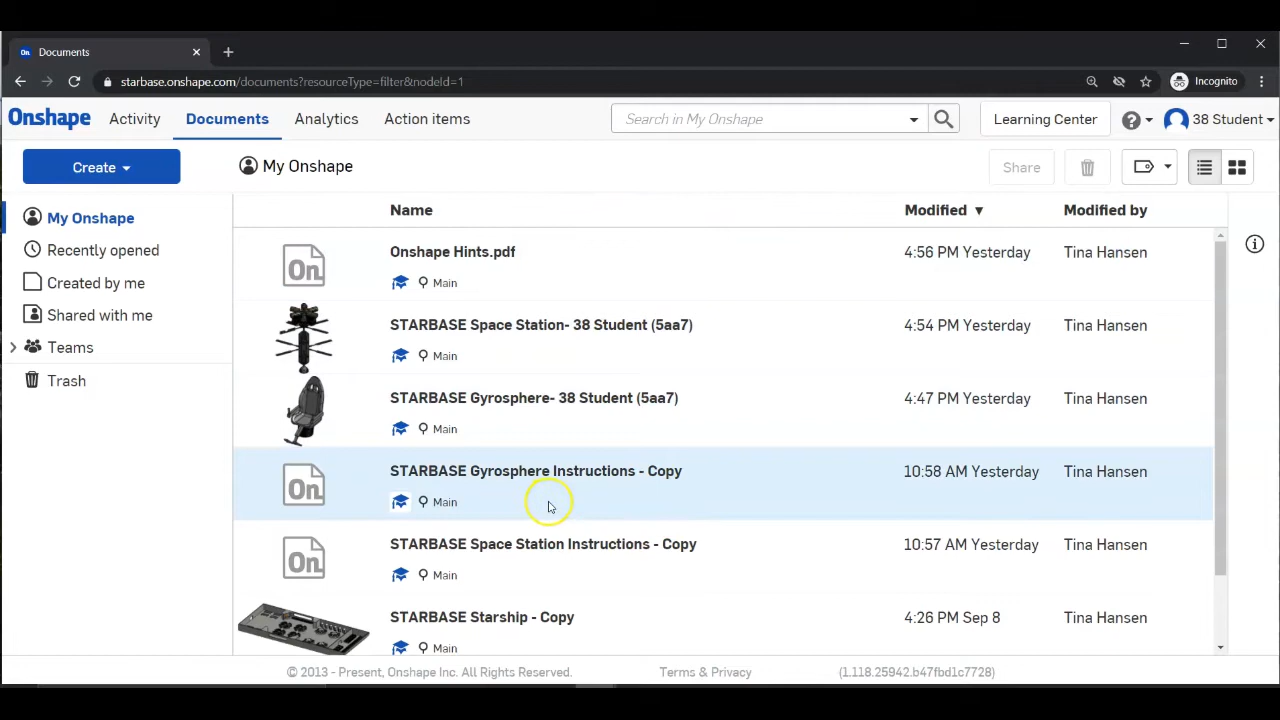 On Documents
starbase.onshape.com/documents?resourceType=filter&nodeId=1 Incognito
Onshape Activity Documents Analytics Action items Search in My Onshape Learning Center 38 Student
Create My Onshape Share
My Onshape
Recently opened
Created by me
Shared with me
Teams
Trash
Name Modified Modified by
On Onshape Hints.pdf 4:56 PM Yesterday Tina Hansen
Main
STARBASE Space Station- 38 Student (5aa7) 4:54 PM Yesterday Tina Hansen
Main
STARBASE Gyrosphere- 38 Student (5aa7) 4:47 PM Yesterday Tina Hansen
Main
On STARBASE Gyrosphere Instructions - Copy 10:58 AM Yesterday Tina Hansen
Main
On STARBASE Space Station Instructions - Copy 10:57 AM Yesterday Tina Hansen
Main
STARBASE Starship - Copy 4:26 PM Sep 8 Tina Hansen
Main
© 2013 - Present, Onshape Inc. All Rights Reserved. Terms & Privacy (1.118.25942.b47fbd1c7728)